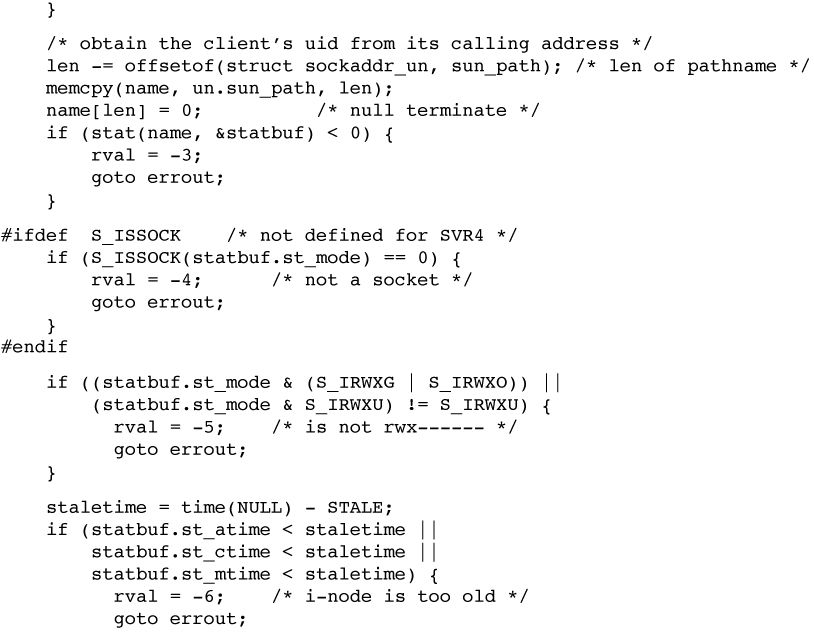 }
    /* obtain the client's uid from its calling address */
    len -= offsetof(struct sockaddr_un, sun_path); /* len of pathname */
    memcpy(name, un.sun_path, len);
    name[len] = 0;          /* null terminate */
    if (stat(name, &statbuf) < 0) {
        rval = -3;
        goto errout;
    }
#ifdef  S_ISSOCK    /* not defined for SVR4 */
    if (S_ISSOCK(statbuf.st_mode) == 0) {
        rval = -4;      /* not a socket */
        goto errout;
    }
#endif
    if ((statbuf.st_mode & (S_IRWXG | S_IRWXO)) ||
        (statbuf.st_mode & S_IRWXU) != S_IRWXU) {
          rval = -5;    /* is not rwx------ */
          goto errout;
    }
    staletime = time(NULL) - STALE;
    if (statbuf.st_atime < staletime ||
        statbuf.st_ctime < staletime ||
        statbuf.st_mtime < staletime) {
          rval = -6;    /* i-node is too old */
          goto errout;